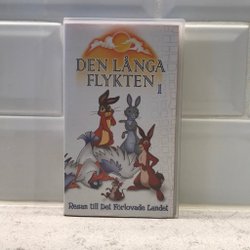 DEN LÅNGA
FLYKTEN 1
Resan till Det Förlovade Landet